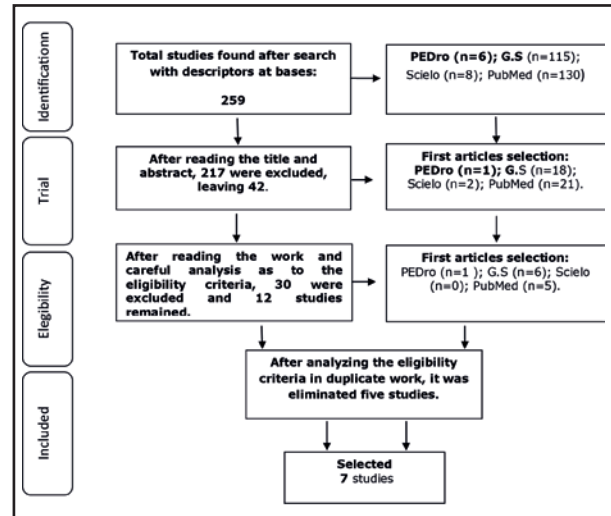 Identificationn
Total studies found after search
with descriptors at bases:
259
PEDro (n=6); G.S (n=115);
Scielo (n=8); PubMed (n=130)
Trial
After reading the title and
abstract, 217 were excluded,
leaving 42.
First articles selection:
PEDro (n=1); G.S (n=18);
Scielo (n=2); PubMed (n=21).
Elegibility
After reading the work and
careful analysis as to the
eligibility criteria, 30 were
excluded and 12 studies
remained.
First articles selection:
PEDro (n=1 ); G.S (n=6); Scielo
(n=0); PubMed (n=5).
Included
After analyzing the eligibility
criteria in duplicate work, it was
eliminated five studies.
Selected
7 studies